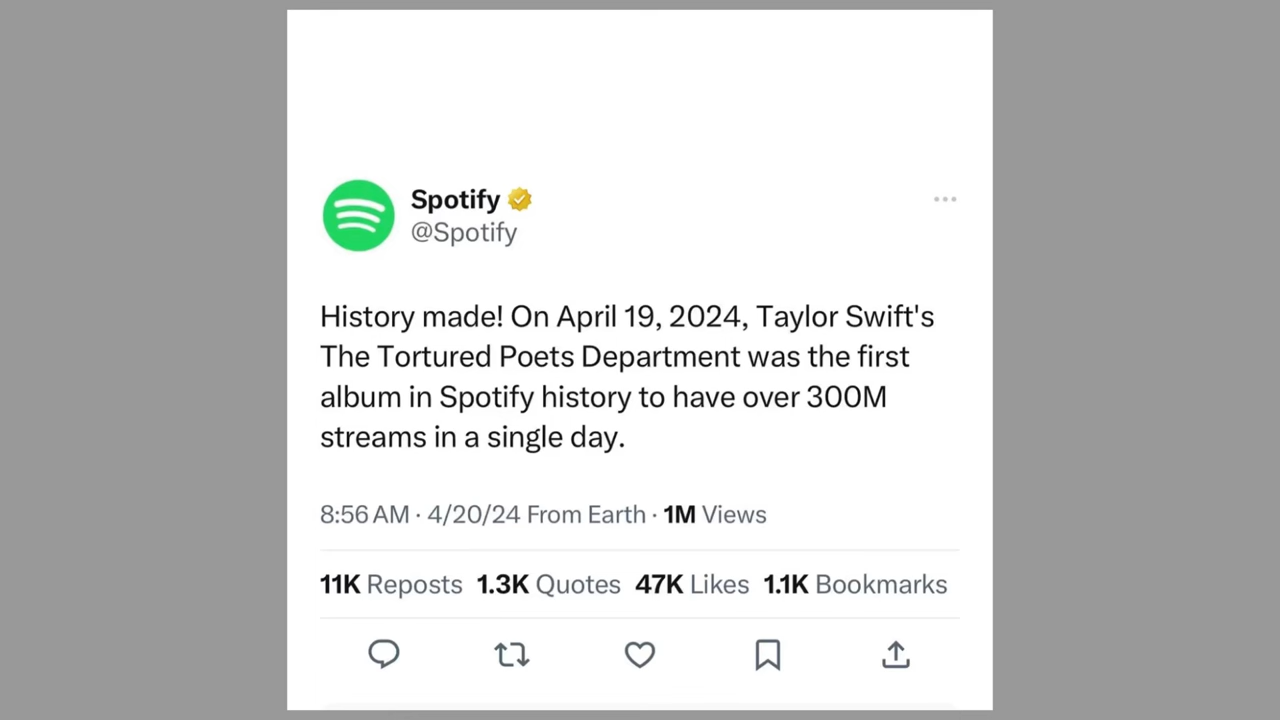 Spotify
@Spotify
History made! On April 19, 2024, Taylor Swift's
The Tortured Poets Department was the first
album in Spotify history to have over 300M
streams in a single day.
8:56 AM · 4/20/24 From Earth · 1M Views
11K Reposts 1.3K Quotes 47K Likes 1.1K Bookmarks